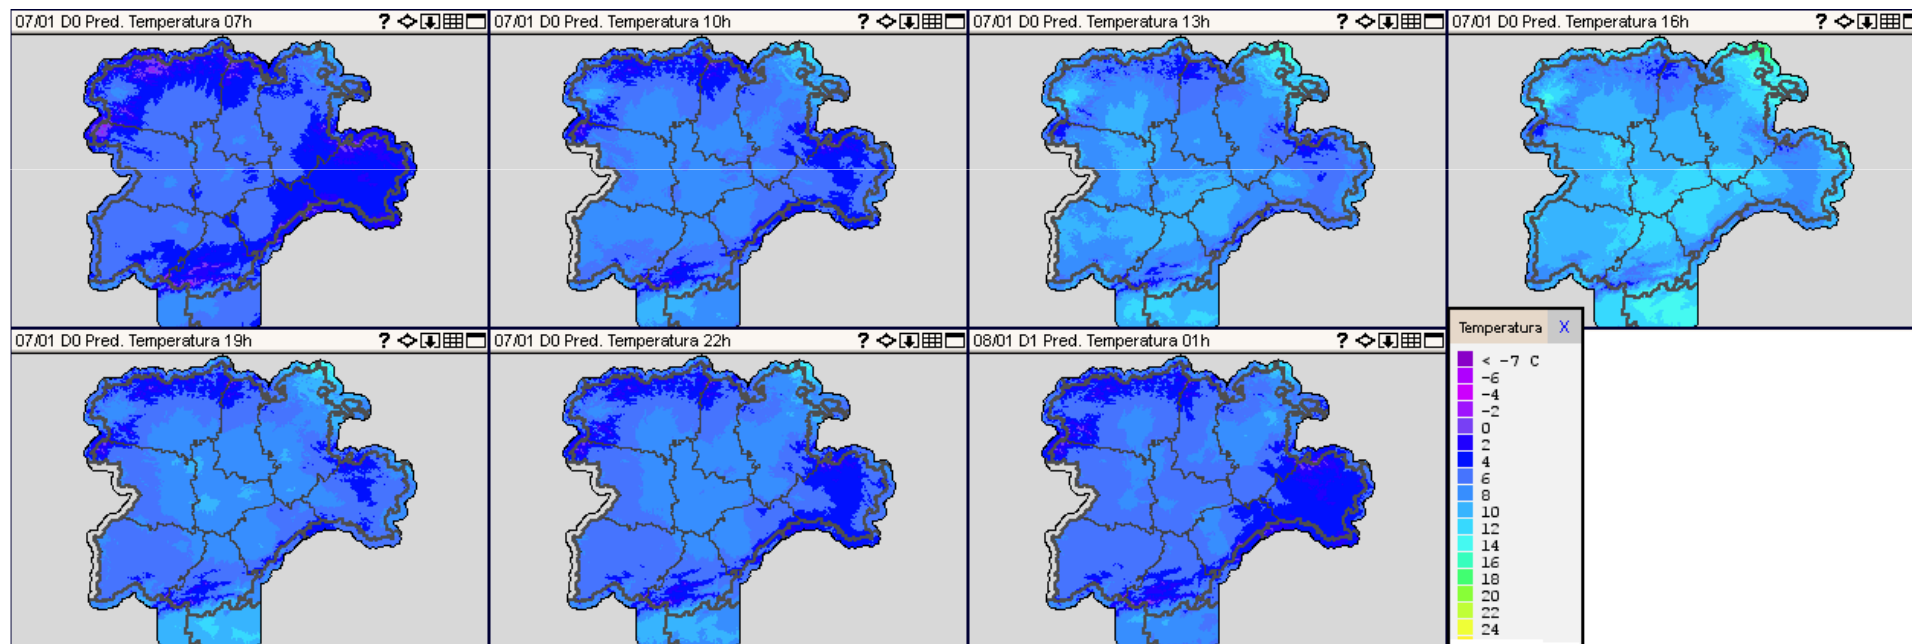 07/01 D0 Pred. Temperatura 07h ?
07/01 D0 Pred. Temperatura 10h ?
07/01 D0 Pred. Temperatura 13h ?
07/01 D0 Pred. Temperatura 16h ?
07/01 D0 Pred. Temperatura 19h ?
07/01 D0 Pred. Temperatura 22h ?
08/01 D1 Pred. Temperatura 01h ?
Temperatura X
< -7 C
-6
-4
-2
0
2
4
6
8
10
12
14
16
18
20
22
24